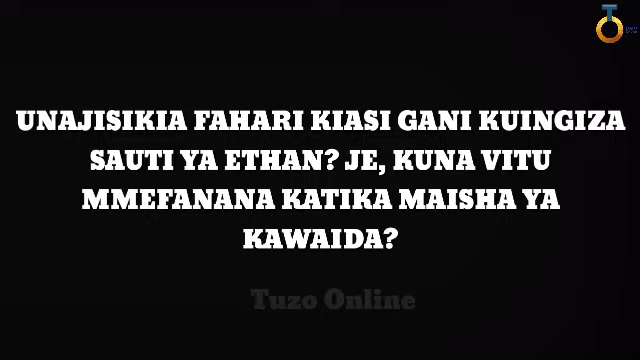 UNAJISIKIA FAHARI KIASI GANI KUINGIZA
SAUTI YA ETHAN? JE, KUNA VITU
MMEFANANA KATIKA MAISHA YA
KAWAIDA?
Tuzo Online